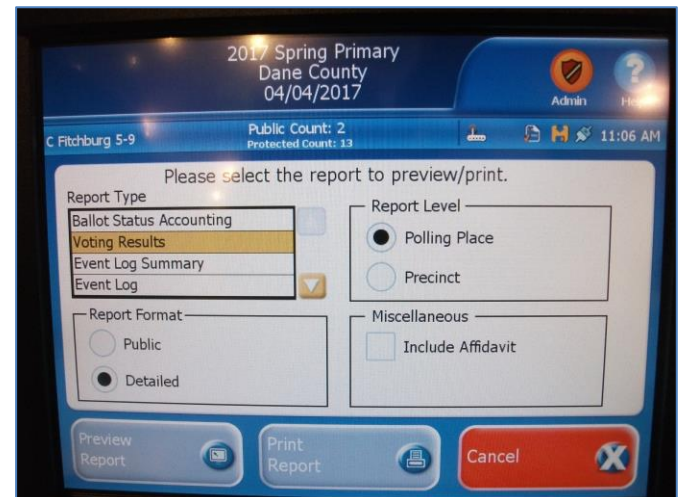 2017 Spring Primary
Dane County
04/04/2017
Admin
C Fitchburg 5-9
Public Count: 2
Protected Count: 13
11:06 AM
Please select the report to preview/print.
Report Type
Ballot Status Accounting
Voting Results
Event Log Summary
Event Log
Report Level
Polling Place
Precinct
Report Format
Public
Detailed
Miscellaneous
Include Affidavit
Preview
Report
Print
Report
Cancel